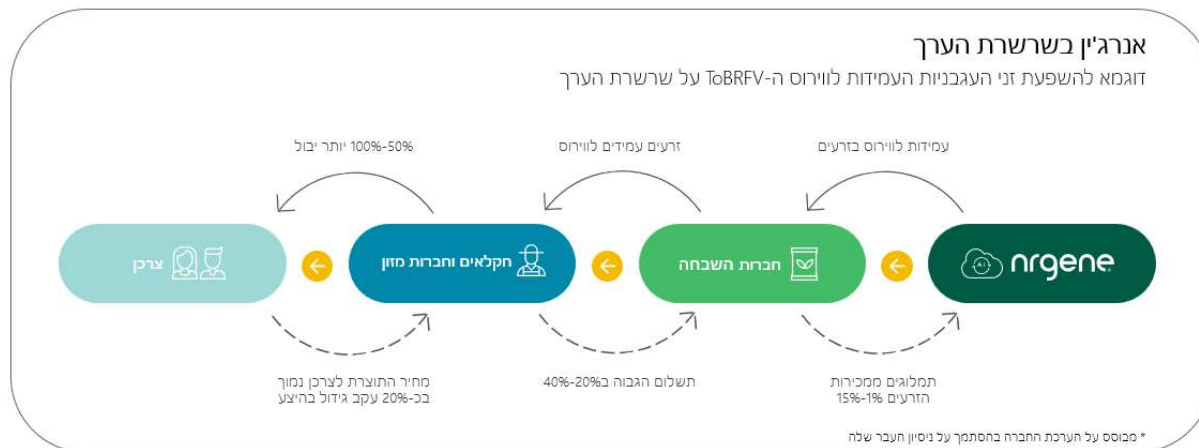 אנרג'ין בשרשרת הערך
דוגמא להשפעת זני העגבניות העמידות לווירוס ה-ToBRFV על שרשרת הערך
עמידות לווירוס בזרעים
זרעים עמידים לווירוס
50%-100% יותר יבול
nrgene
AI
חברות השבחה
חקלאים וחברות מזון
צרכן
תמלוגים ממכירות
הזרעים 1%-15%
תשלום הגבוה ב20%-40%
מחיר התוצרת לצרכן נמוך
בכ-20% עקב גידול בהיצע
* מבוסס על הערכת החברה בהסתמך על ניסיון העבר שלה